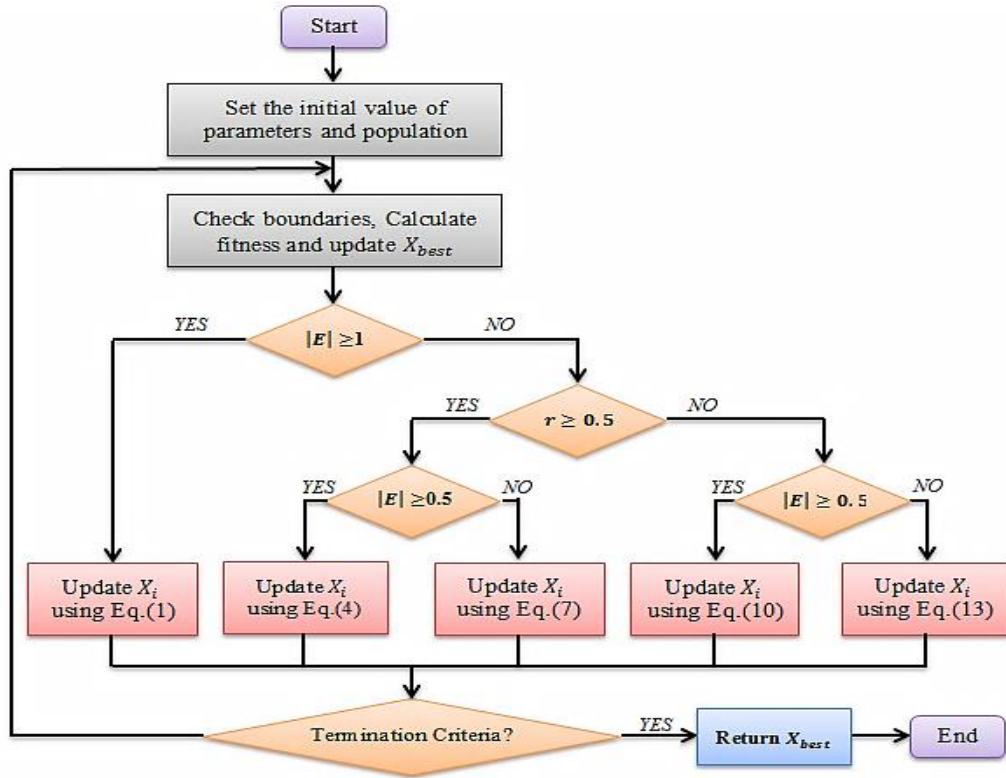 Start
Set the initial value of
parameters and population
Check boundaries, Calculate
fitness and update X_best
YES
|E| ≥1
NO
YES
r ≥ 0.5
NO
YES
|E| ≥0.5
NO
YES
|E| ≥ 0.5
NO
Update X_i
using Eq.(1)
Update X_i
using Eq.(4)
Update X_i
using Eq.(7)
Update X_i
using Eq.(10)
Update X_i
using Eq.(13)
Termination Criteria?
YES
Return X_best
End